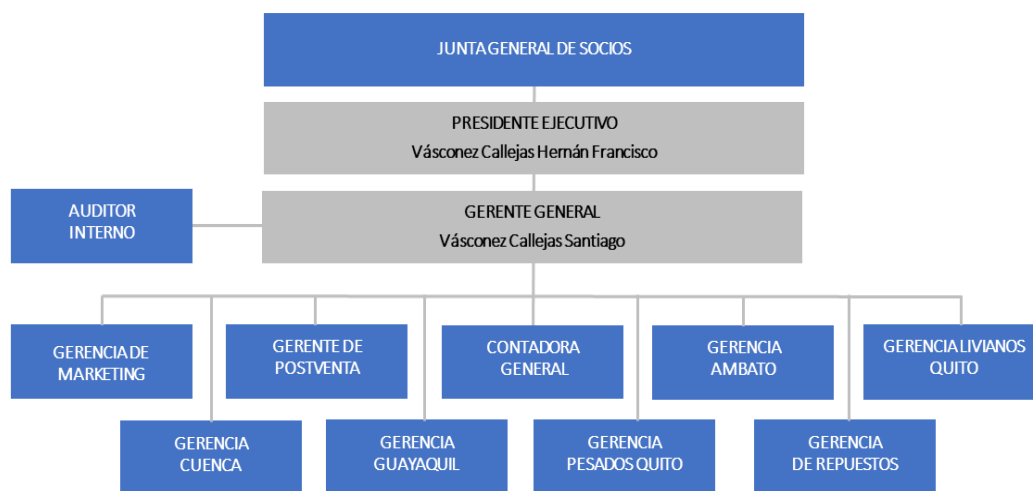 JUNTA GENERAL DE SOCIOS
PRESIDENTE EJECUTIVO
Vásconez Callejas Hernán Francisco
AUDITOR
INTERNO
GERENTE GENERAL
Vásconez Callejas Santiago
GERENCIA DE
MARKETING
GERENTE DE
POSTVENTA
CONTADORA
GENERAL
GERENCIA
AMBATO
GERENCIA LIVIANOS
QUITO
GERENCIA
CUENCA
GERENCIA
GUAYAQUIL
GERENCIA
PESADOS QUITO
GERENCIA
DE REPUESTOS